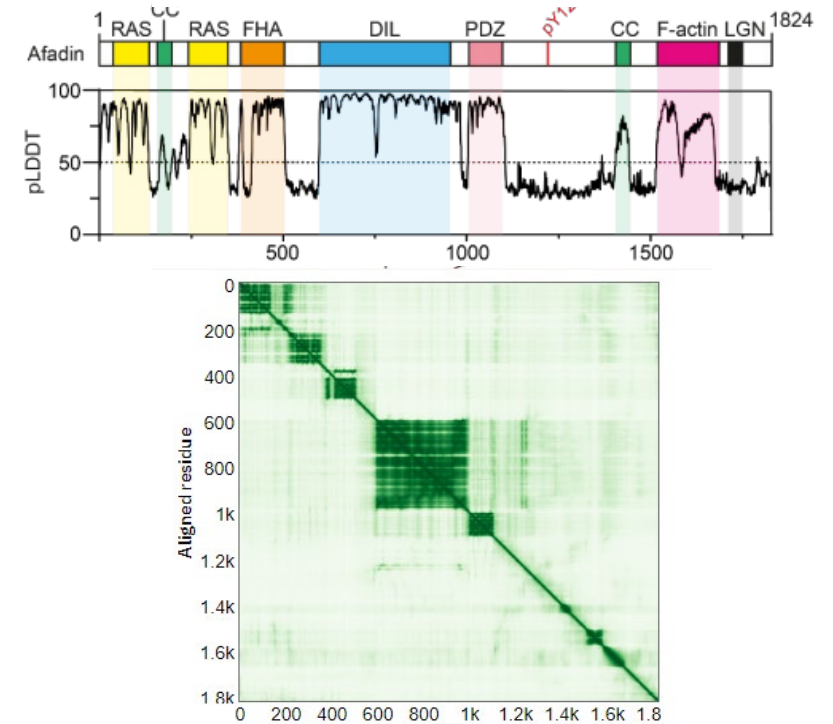 1 RAS CC RAS FHA DIL PDZ CC F-actin LGN 1824
Afadin
100
50
0
pLDDT
500 1000 1500
0
200
400
600
800
1k
1.2k
1.4k
1.6k
1.8k
Aligned residue
0 200 400 600 800 1k 1.2k 1.4k 1.6k 1.8